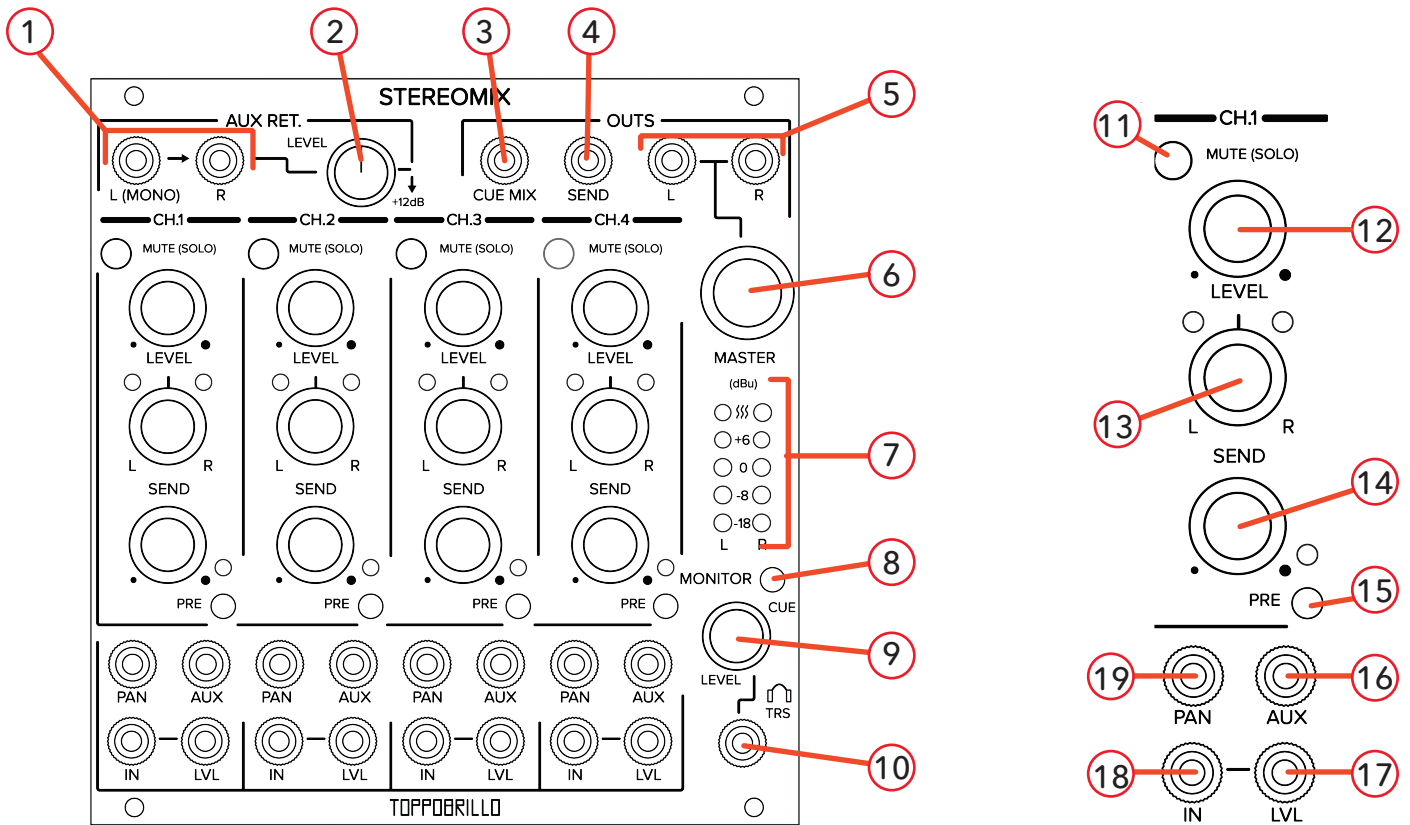 1 2 3 4
STEREOMIX
5
AUX RET. OUTS
LEVEL
L (MONO) R +12dB CUE MIX SEND L R
CH.1 CH.2 CH.3 CH.4
MUTE (SOLO) MUTE (SOLO) MUTE (SOLO) MUTE (SOLO)
6
LEVEL LEVEL LEVEL LEVEL MASTER
(dBu)
+6
7
0
L R L R L R L R
SEND SEND SEND SEND
-8
-18
L R
8
MONITOR
PRE PRE PRE PRE CUE
9
LEVEL
PAN AUX PAN AUX PAN AUX PAN AUX
TRS
10
IN LVL IN LVL IN LVL IN LVL
TOPPOBRILLO
CH.1
11
MUTE (SOLO)
12
LEVEL
13
L R
SEND
14
PRE
15
19
16
PAN AUX
18
17
IN LVL